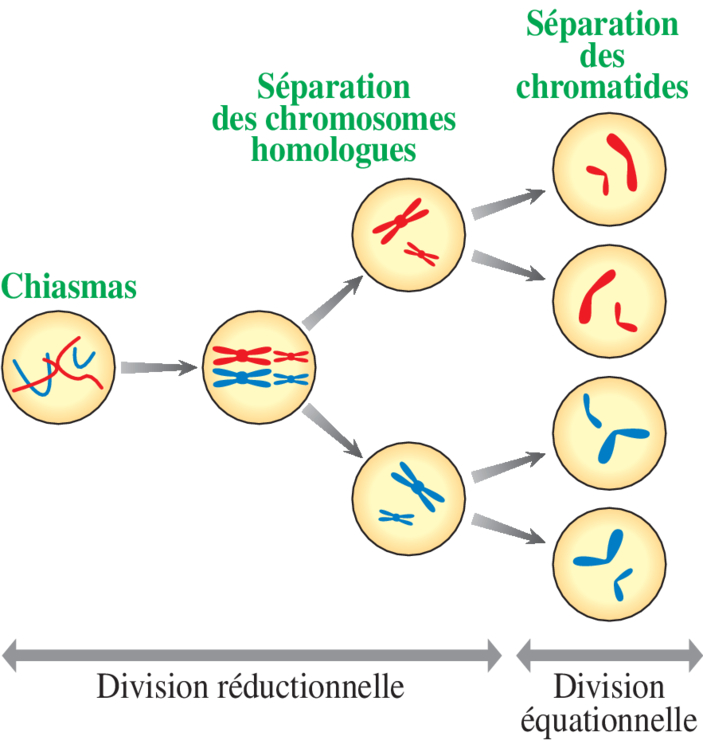 Séparation
des
chromatides
Séparation
des chromosomes
homologues
Chiasmas
Division réductionnelle
Division
équationnelle